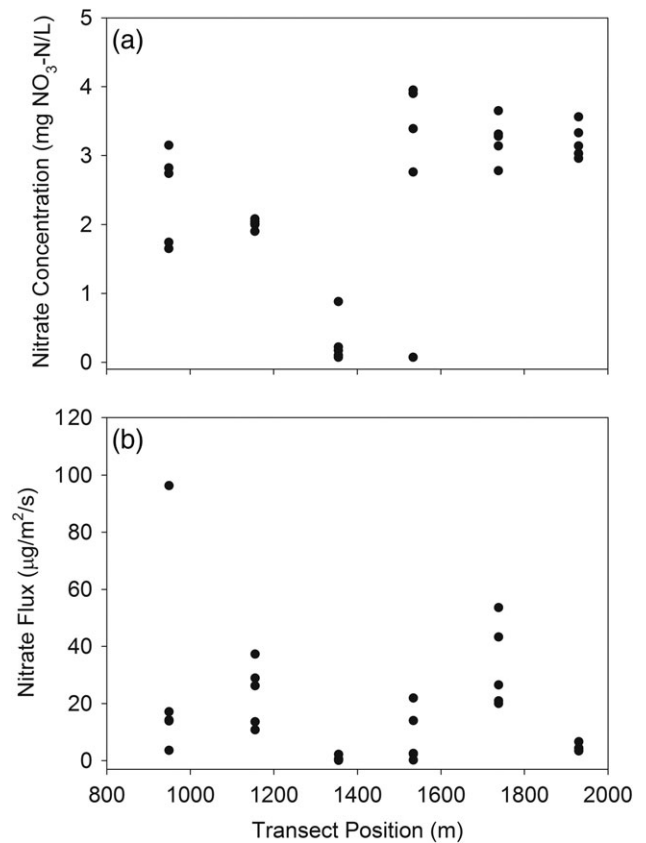 (a)
Nitrate Concentration (mg NO₃-N/L)
5
4
3
2
1
0
(b)
Nitrate Flux (µg/m²/s)
120
100
80
60
40
20
0
800 1000 1200 1400 1600 1800 2000
Transect Position (m)